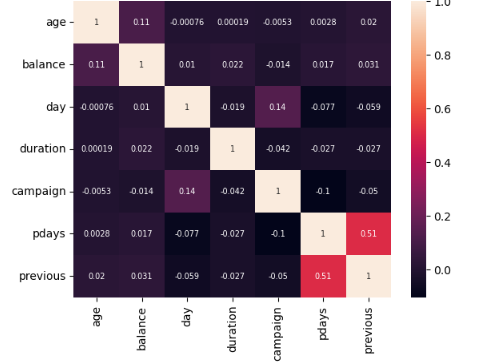 1.0
age 1 0.11 -0.00076 0.00019 -0.0053 0.0028 0.02
balance 0.11 1 0.01 0.022 -0.014 0.017 0.031
0.8
day -0.00076 0.01 1 -0.019 0.14 -0.077 -0.059
0.6
duration 0.00019 0.022 -0.019 1 -0.042 -0.027 -0.027
0.4
campaign -0.0053 -0.014 0.14 -0.042 1 -0.1 -0.05
0.2
pdays 0.0028 0.017 -0.077 -0.027 -0.1 1 0.51
0.0
previous 0.02 0.031 -0.059 -0.027 -0.05 0.51 1
age balance day duration campaign pdays previous